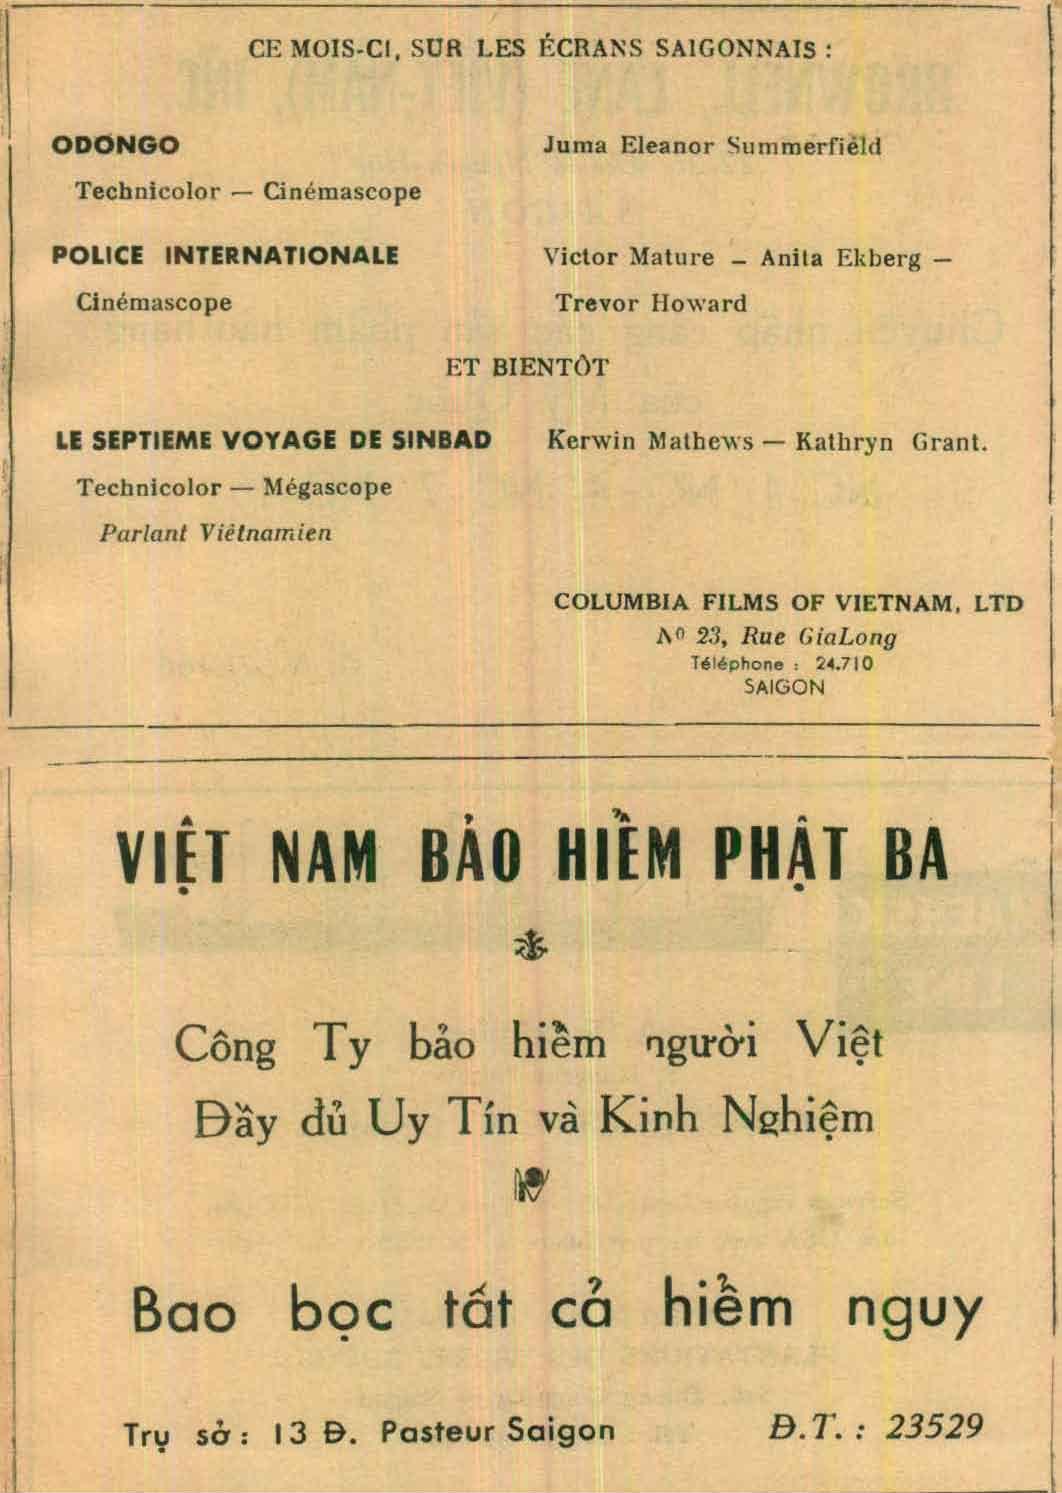 CE MOIS-CI, SUR LES ÉCRANS SAIGONNAIS :
ODONGO Juma Eleanor Summerfield
Technicolor — Cinémascope
POLICE INTERNATIONALE Victor Mature – Anita Ekberg —
Cinémascope Trevor Howard
ET BIENTÔT
LE SEPTIEME VOYAGE DE SINBAD Kerwin Mathews — Kathryn Grant.
Technicolor — Mégascope
Parlant Viêtnamien
COLUMBIA FILMS OF VIETNAM, LTD
Nº 23, Rue GiaLong
Téléphone : 24.710
SAIGON
VIỆT NAM BẢO HIỂM PHẬT BA
Công Ty bảo hiểm người Việt
Đầy đủ Uy Tín và Kinh Nghiệm
Bao bọc tất cả hiểm nguy
Trụ sở : 13 Đ. Pasteur Saigon Đ.T. : 23529